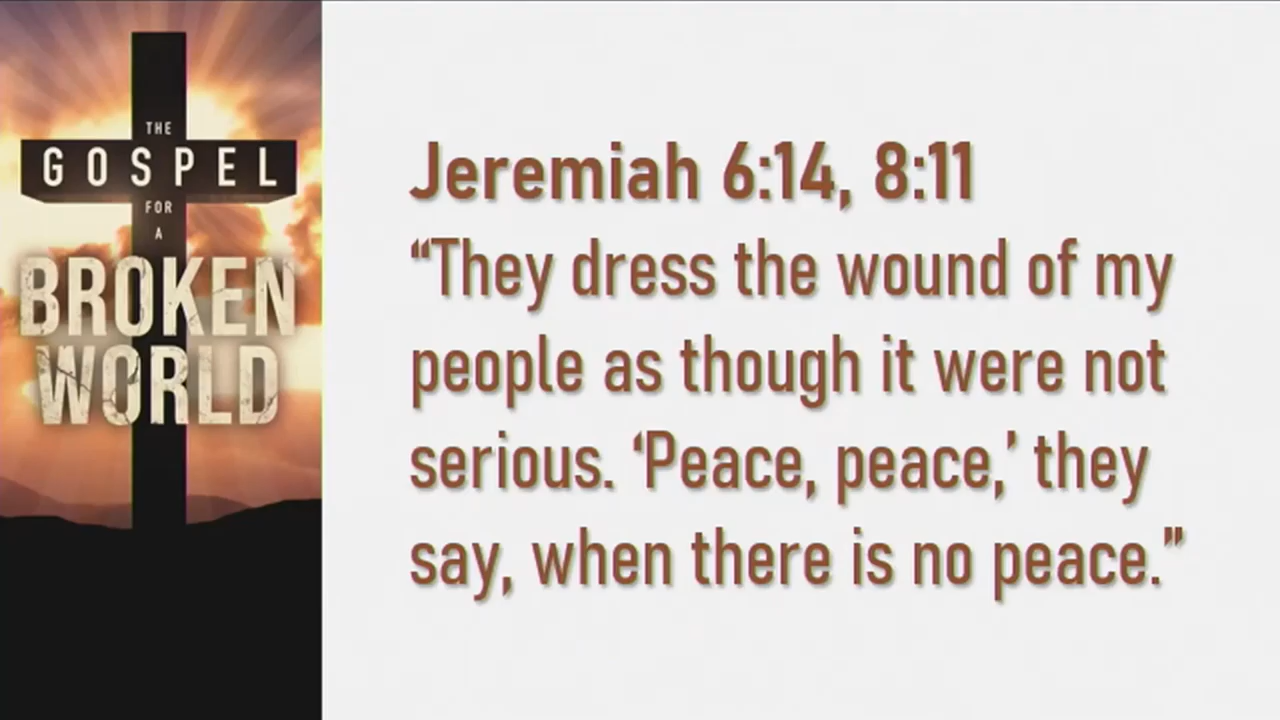 THE
GOSPEL
FOR
A
BROKEN
WORLD
Jeremiah 6:14, 8:11
“They dress the wound of my
people as though it were not
serious. ‘Peace, peace,’ they
say, when there is no peace.”